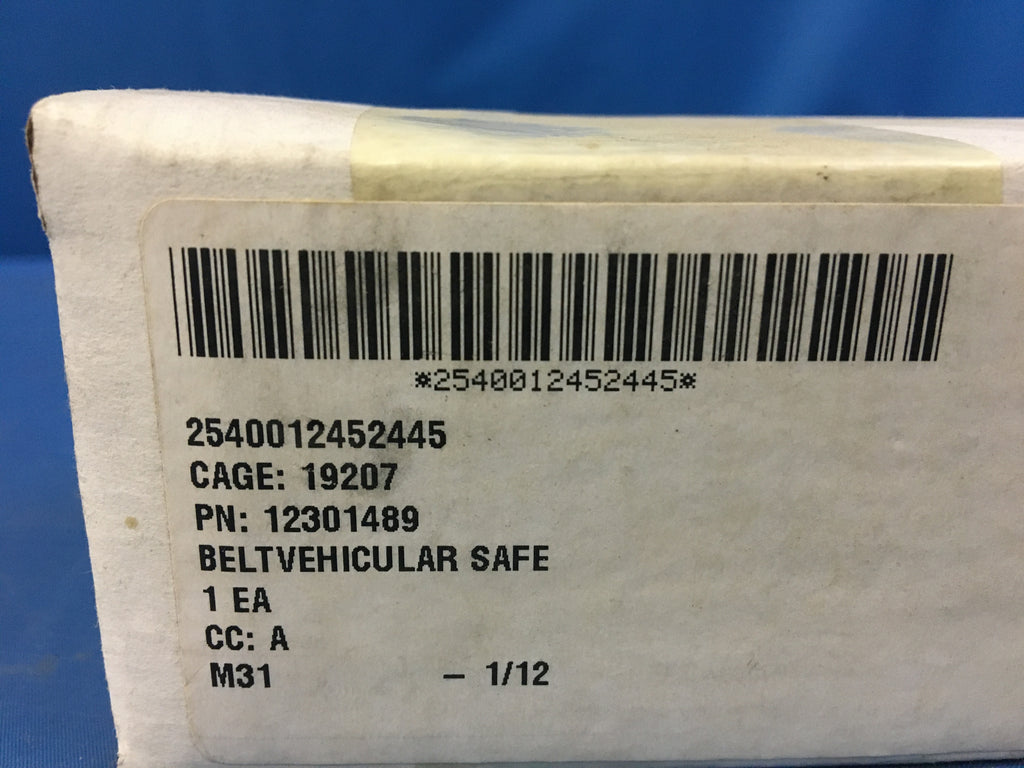 *2540012452445*
2540012452445
CAGE: 19207
PN: 12301489
BELTVEHICULAR SAFE
1 EA
CC: A
M31 – 1/12